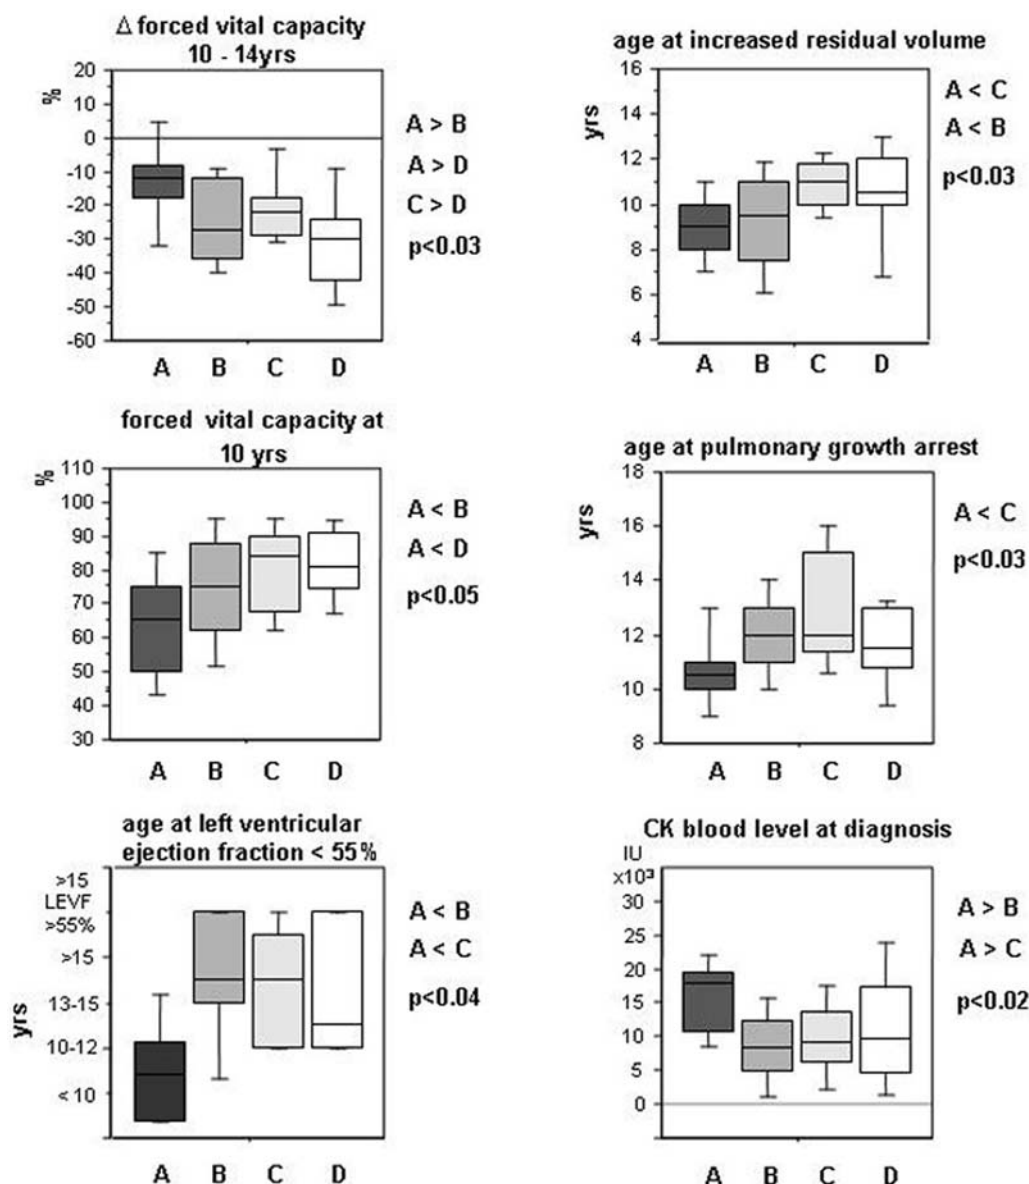 Δ forced vital capacity
10 - 14yrs
%
20
10
0
-10
-20
-30
-40
-50
-60
A B C D
A > B
A > D
C > D
p<0.03
age at increased residual volume
yrs
16
14
12
10
8
6
4
A B C D
A < C
A < B
p<0.03
forced vital capacity at
10 yrs
%
110
100
90
80
70
60
50
40
30
A B C D
A < B
A < D
p<0.05
age at pulmonary growth arrest
yrs
18
16
14
12
10
8
A B C D
A < C
p<0.03
age at left ventricular
ejection fraction < 55%
yrs
>15
LEVF
>55%
>15
13-15
10-12
< 10
A B C D
A < B
A < C
p<0.04
CK blood level at diagnosis
IU
x10³
30
25
20
15
10
5
0
A B C D
A > B
A > C
p<0.02